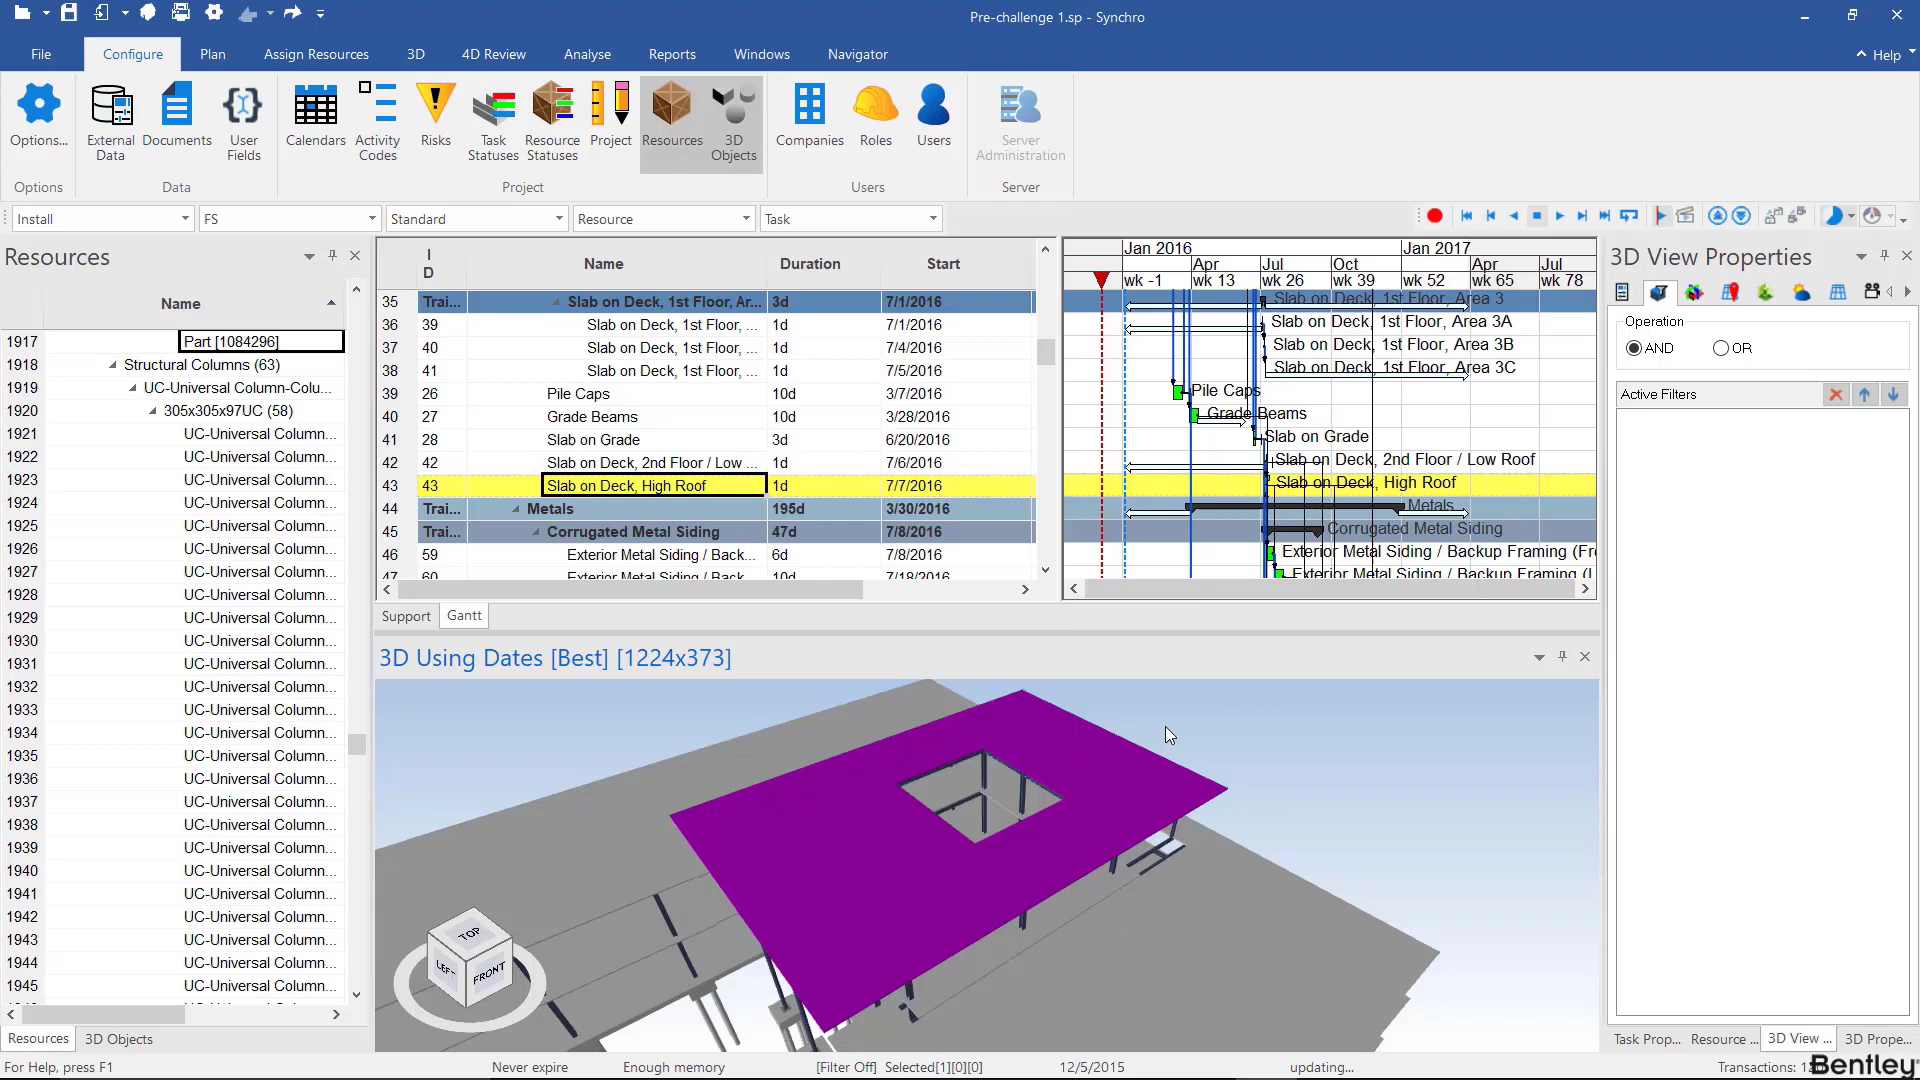 Pre-challenge 1.sp - Synchro
File
Configure
Plan
Assign Resources
3D
4D Review
Analyse
Reports
Windows
Navigator
Help
Options...
External Data
Documents
User Fields
Calendars
Activity Codes
Risks
Task Statuses
Resource Statuses
Project
Resources
3D Objects
Companies
Roles
Users
Server Administration
Options
Data
Project
Users
Server
Install
FS
Standard
Resource
Task
Resources
Name
1917 Part [1084296]
1918 Structural Columns (63)
1919 UC-Universal Column-Colu...
1920 305x305x97UC (58)
1921 UC-Universal Column...
1922 UC-Universal Column...
1923 UC-Universal Column...
1924 UC-Universal Column...
1925 UC-Universal Column...
1926 UC-Universal Column...
1927 UC-Universal Column...
1928 UC-Universal Column...
1929 UC-Universal Column...
1930 UC-Universal Column...
1931 UC-Universal Column...
1932 UC-Universal Column...
1933 UC-Universal Column...
1934 UC-Universal Column...
1935 UC-Universal Column...
1936 UC-Universal Column...
1937 UC-Universal Column...
1938 UC-Universal Column...
1939 UC-Universal Column...
1940 UC-Universal Column...
1941 UC-Universal Column...
1942 UC-Universal Column...
1943 UC-Universal Column...
1944 UC-Universal Column...
1945 UC-Universal Column...
Resources
3D Objects
ID Name Duration Start
35 Trai... Slab on Deck, 1st Floor, Ar... 3d 7/1/2016
36 39 Slab on Deck, 1st Floor, ... 1d 7/1/2016
37 40 Slab on Deck, 1st Floor, ... 1d 7/4/2016
38 41 Slab on Deck, 1st Floor, ... 1d 7/5/2016
39 26 Pile Caps 10d 3/7/2016
40 27 Grade Beams 10d 3/28/2016
41 28 Slab on Grade 3d 6/20/2016
42 42 Slab on Deck, 2nd Floor / Low ... 1d 7/6/2016
43 43 Slab on Deck, High Roof 1d 7/7/2016
44 Trai... Metals 195d 3/30/2016
45 Trai... Corrugated Metal Siding 47d 7/8/2016
46 59 Exterior Metal Siding / Back... 6d 7/8/2016
47 60 Exterior Metal Siding / Back... 10d 7/18/2016
Jan 2016 Jan 2017
Apr Jul Oct Apr Jul
wk -1 wk 13 wk 26 wk 39 wk 52 wk 65 wk 78
Slab on Deck, 1st Floor, Area 3
Slab on Deck, 1st Floor, Area 3A
Slab on Deck, 1st Floor, Area 3B
Slab on Deck, 1st Floor, Area 3C
Pile Caps
Grade Beams
Slab on Grade
Slab on Deck, 2nd Floor / Low Roof
Slab on Deck, High Roof
Metals
Corrugated Metal Siding
Exterior Metal Siding / Backup Framing (Fr
Exterior Metal Siding / Backup Framing (
Support
Gantt
3D Using Dates [Best] [1224x373]
TOP
LEFT
FRONT
3D View Properties
Operation
AND
OR
Active Filters
Task Prop...
Resource ...
3D View ...
3D Prope...
For Help, press F1
Never expire
Enough memory
[Filter Off] Selected[1][0][0]
12/5/2015
updating...
Transactions:
Bentley